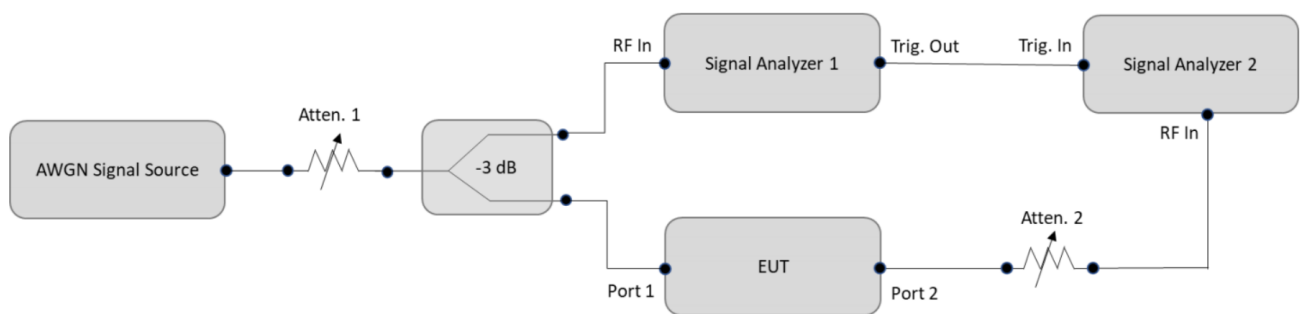 RF In
Signal Analyzer 1
Trig. Out
Trig. In
Signal Analyzer 2
RF In
Atten. 1
AWGN Signal Source
-3 dB
Atten. 2
EUT
Port 1
Port 2